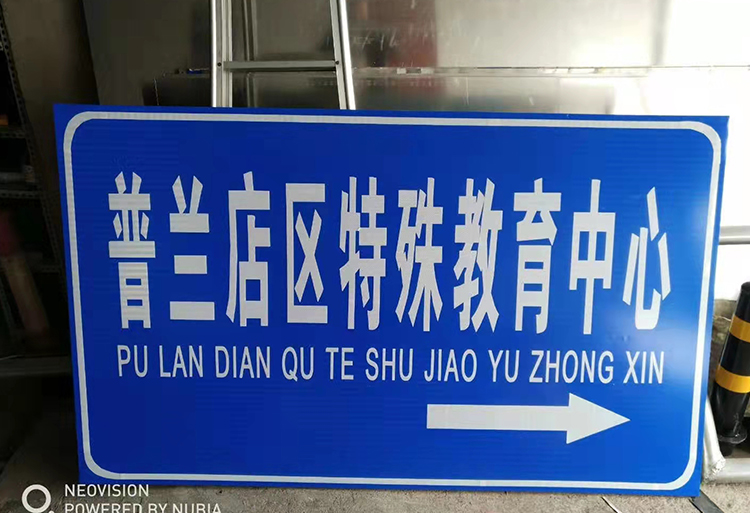 普兰店区特殊教育中心
PU LAN DIAN QU TE SHU JIAO YU ZHONG XIN
NEOVISION
POWERED BY NUBIA